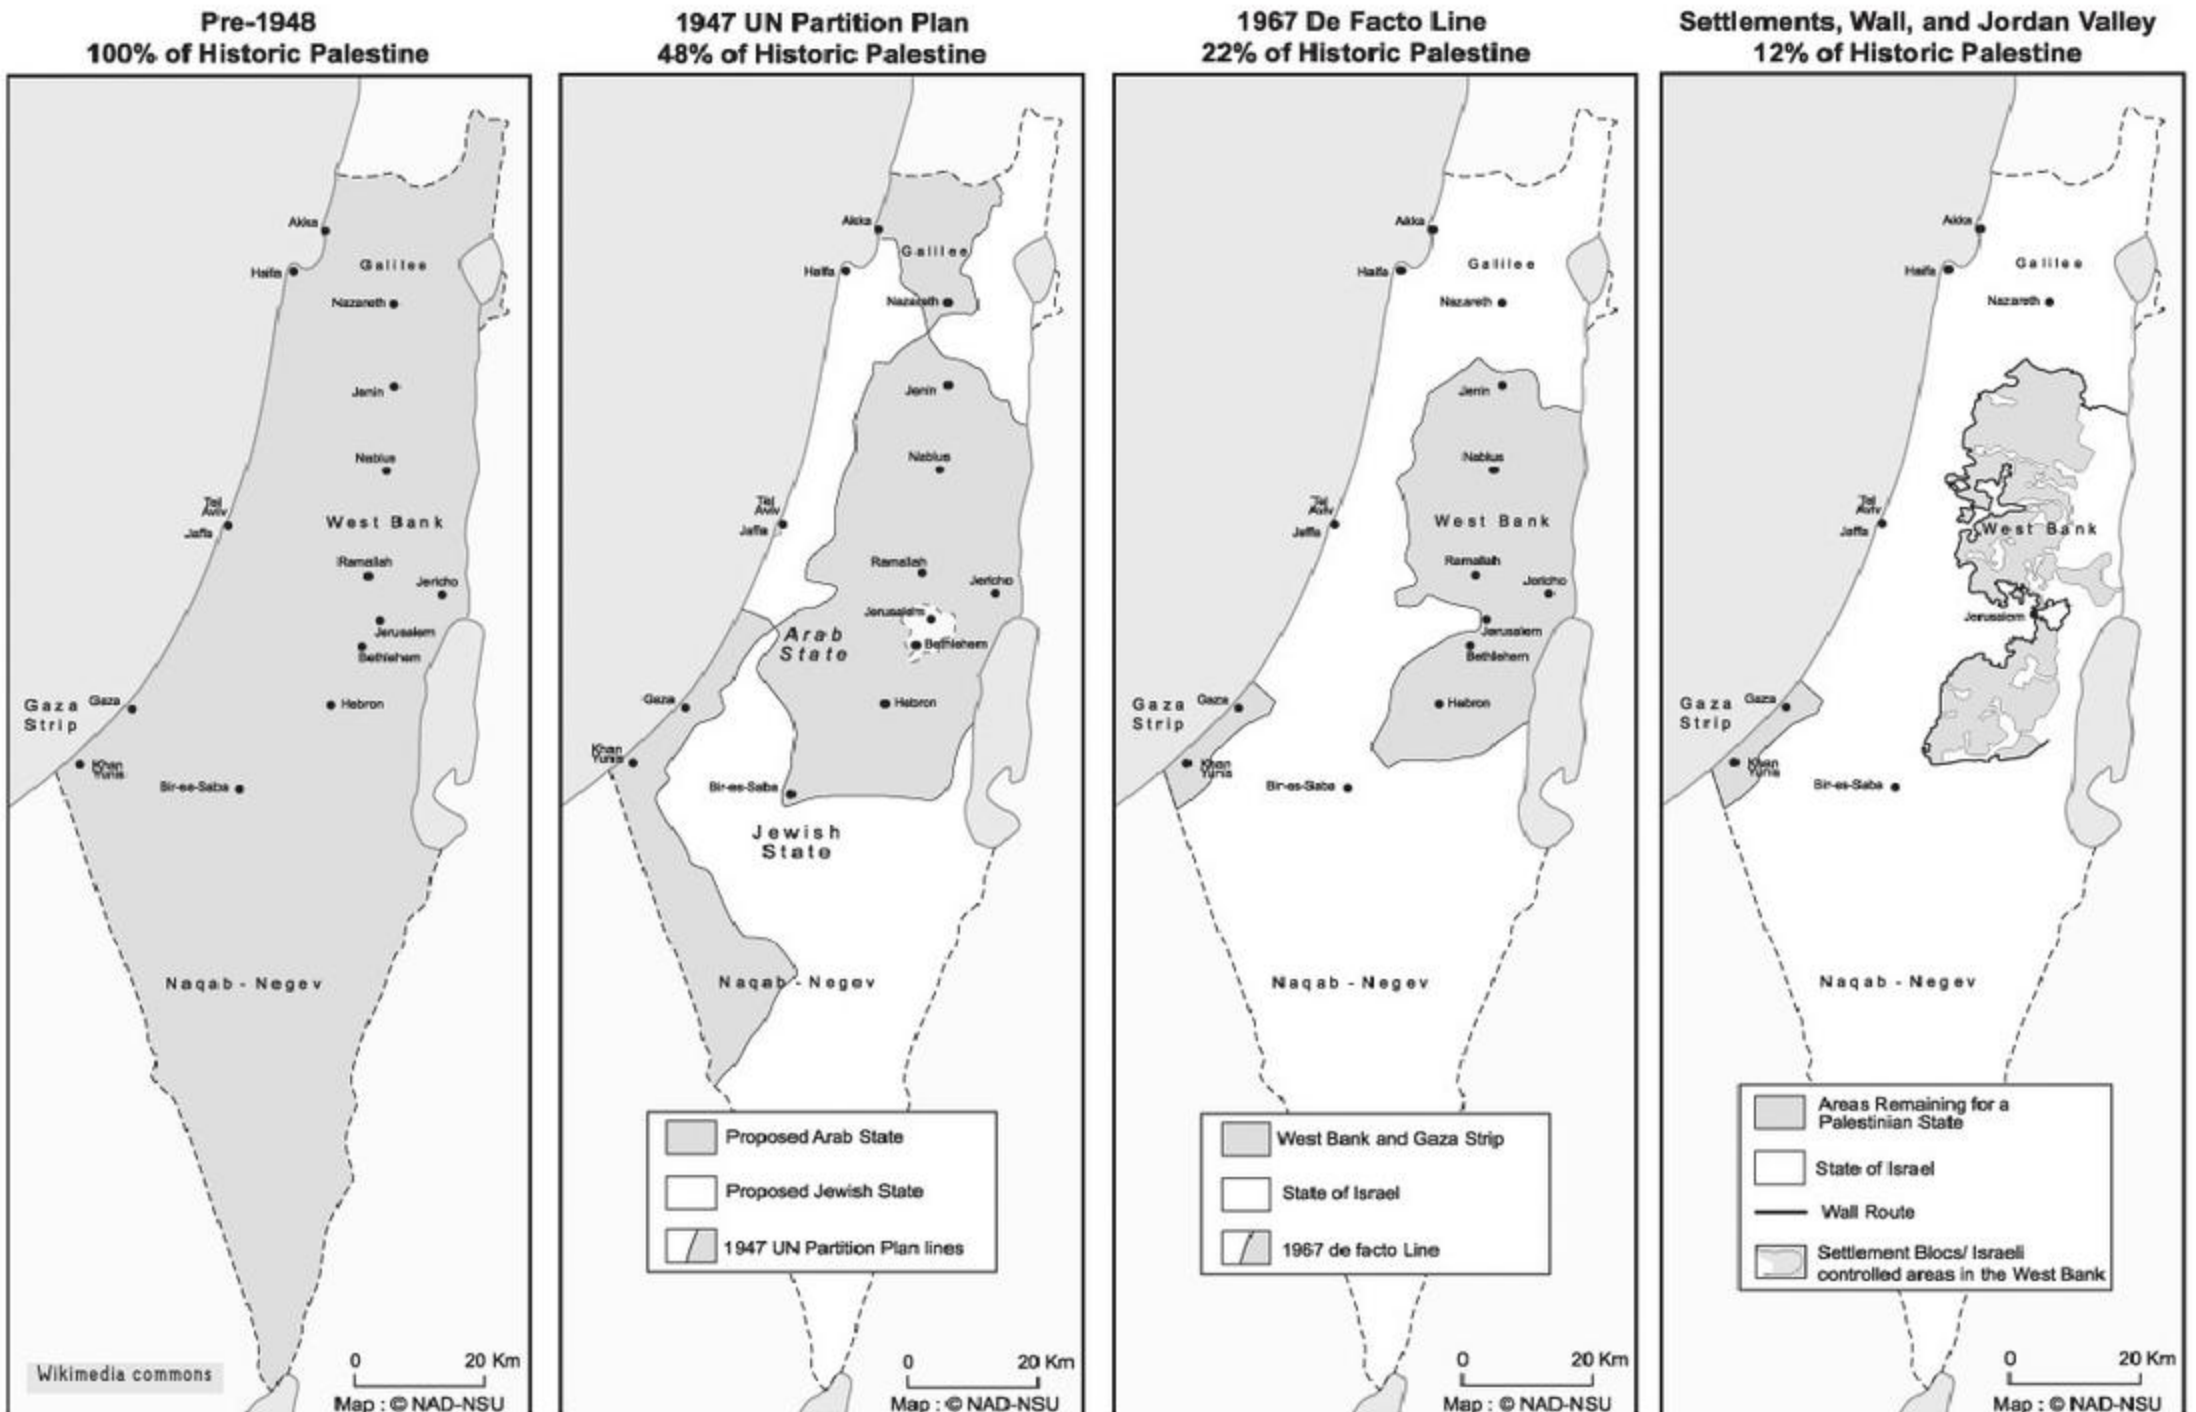 Pre-1948
100% of Historic Palestine
Akka
Haifa
Galilee
Nazareth
Jenin
Nablus
Tel
Aviv
Jaffa
West Bank
Ramallah
Jericho
Jerusalem
Bethlehem
Gaza
Strip
Gaza
Hebron
Khan
Yunis
Bir-es-Saba
Naqab - Negev
Wikimedia commons
0 20 Km
Map : © NAD-NSU
1947 UN Partition Plan
48% of Historic Palestine
Akka
Galilee
Haifa
Nazareth
Jenin
Nablus
Tel
Aviv
Jaffa
Ramallah
Jericho
Jerusalem
Arab
State
Bethlehem
Gaza
Hebron
Khan
Yunis
Bir-es-Saba
Jewish
State
Naqab - Negev
Proposed Arab State
Proposed Jewish State
1947 UN Partition Plan lines
0 20 Km
Map : © NAD-NSU
1967 De Facto Line
22% of Historic Palestine
Akka
Galilee
Haifa
Nazareth
Jenin
Nablus
Tel
Aviv
Jaffa
West Bank
Ramallah
Jericho
Jerusalem
Bethlehem
Gaza
Strip
Gaza
Hebron
Khan
Yunis
Bir-es-Saba
Naqab - Negev
West Bank and Gaza Strip
State of Israel
1967 de facto Line
0 20 Km
Map : © NAD-NSU
Settlements, Wall, and Jordan Valley
12% of Historic Palestine
Akka
Galilee
Haifa
Nazareth
Tel
Aviv
Jaffa
West Bank
Jerusalem
Gaza
Strip
Gaza
Khan
Yunis
Bir-es-Saba
Naqab - Negev
Areas Remaining for a
Palestinian State
State of Israel
Wall Route
Settlement Blocs/ Israeli
controlled areas in the West Bank
0 20 Km
Map : © NAD-NSU